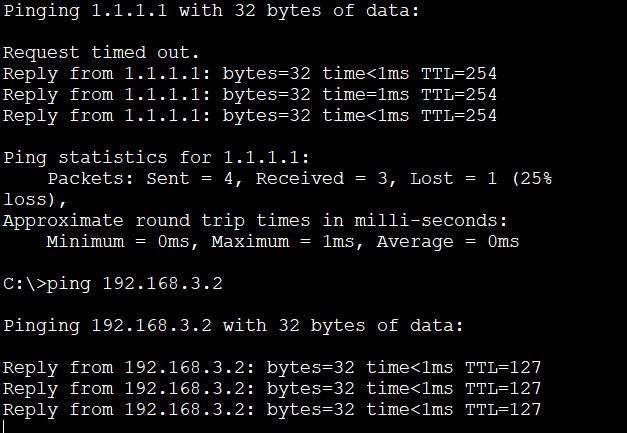 Pinging 1.1.1.1 with 32 bytes of data:
Request timed out.
Reply from 1.1.1.1: bytes=32 time<1ms TTL=254
Reply from 1.1.1.1: bytes=32 time=1ms TTL=254
Reply from 1.1.1.1: bytes=32 time<1ms TTL=254
Ping statistics for 1.1.1.1:
    Packets: Sent = 4, Received = 3, Lost = 1 (25%
loss),
Approximate round trip times in milli-seconds:
    Minimum = 0ms, Maximum = 1ms, Average = 0ms
C:\>ping 192.168.3.2
Pinging 192.168.3.2 with 32 bytes of data:
Reply from 192.168.3.2: bytes=32 time<1ms TTL=127
Reply from 192.168.3.2: bytes=32 time<1ms TTL=127
Reply from 192.168.3.2: bytes=32 time<1ms TTL=127